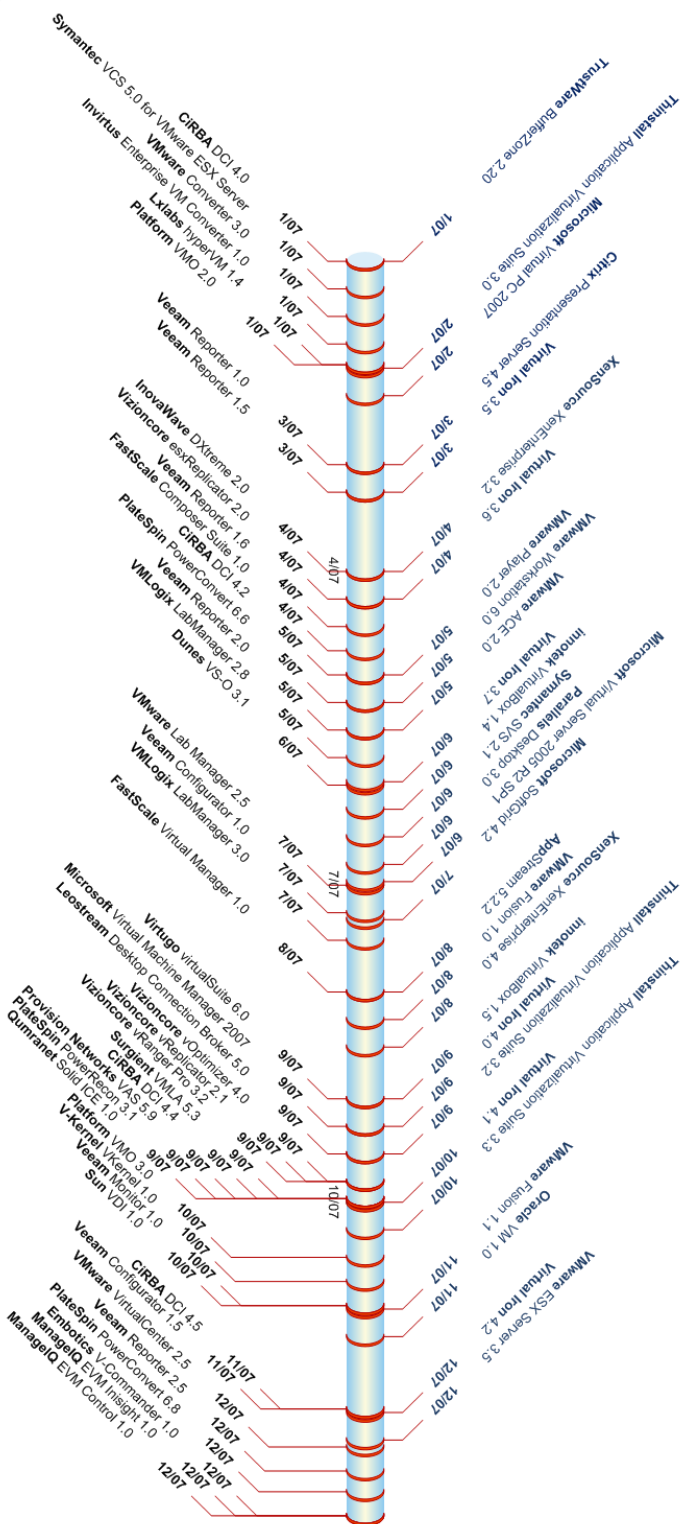 Symantec VCS 5.0 for VMware ESX Server
CiRBA DCI 4.0
VMware Converter 3.0
Invirtus Enterprise VM Converter 1.0
Lxlabs hyperVM 1.4
Platform VMO 2.0
1/07
1/07
1/07
1/07
1/07
1/07
Veeam Reporter 1.0
Veeam Reporter 1.5
3/07
3/07
InovaWave DXtreme 2.0
Vizioncore esxReplicator 2.0
Veeam Reporter 1.6
FastScale Composer Suite 1.0
CiRBA DCI 4.2
PlateSpin PowerConvert 6.6
Veeam Reporter 2.0
VMLogix LabManager 2.8
Dunes VS-O 3.1
4/07
4/07
4/07
4/07
4/07
5/07
5/07
5/07
5/07
6/07
VMware Lab Manager 2.5
Veeam Configurator 1.0
VMLogix LabManager 3.0
FastScale Virtual Manager 1.0
7/07
7/07
7/07
7/07
8/07
Virtugo virtualSuite 6.0
Microsoft Virtual Machine Manager 2007
Leostream Desktop Connection Broker 5.0
Vizioncore vOptimizer 4.0
Vizioncore vReplicator 2.1
Vizioncore vRanger Pro 3.2
Surgient VMLA 5.3
CiRBA DCI 4.4
Provision Networks VAS 5.9
PlateSpin PowerRecon 3.1
Qumranet Solid ICE 1.0
9/07
9/07
9/07
9/07
9/07
9/07
9/07
9/07
9/07
9/07
10/07
Platform VMO 3.0
V-Kernel VKernel 1.0
Veeam Monitor 1.0
Sun VDI 1.0
10/07
10/07
10/07
10/07
CiRBA DCI 4.5
Veeam Configurator 1.5
VMware VirtualCenter 2.5
Veeam Reporter 2.5
PlateSpin PowerConvert 6.8
Embotics V-Commander 1.0
ManageIQ EVM Inisight 1.0
ManageIQ EVM Control 1.0
11/07
11/07
12/07
12/07
12/07
12/07
12/07
12/07
TrustWare BufferZone 2.20
1/07
Thinstall Application Virtualization Suite 3.0
Microsoft Virtual PC 2007
2/07
2/07
Citrix Presentation Server 4.5
Virtual Iron 3.5
3/07
3/07
XenSource XenEnterprise 3.2
Virtual Iron 3.6
4/07
4/07
VMware Workstation 6.0
VMware Player 2.0
VMware ACE 2.0
5/07
5/07
5/07
Virtual Iron 3.7
innotek VirtualBox 1.4
Symantec SVS 2.1
Parallels Desktop 3.0
Microsoft Virtual Server 2005 R2 SP1
6/07
6/07
6/07
6/07
6/07
Microsoft SoftGrid 4.2
7/07
AppStream 5.2.2
VMware Fusion 1.0
XenSource XenEnterprise 4.0
8/07
8/07
8/07
innotek VirtualBox 1.5
Virtual Iron 4.0
Thinstall Application Virtualization Suite 3.2
9/07
9/07
9/07
Virtual Iron 4.1
Thinstall Application Virtualization Suite 3.3
10/07
10/07
VMware Fusion 1.1
Oracle VM 1.0
11/07
11/07
Virtual Iron 4.2
VMware ESX Server 3.5
12/07
12/07